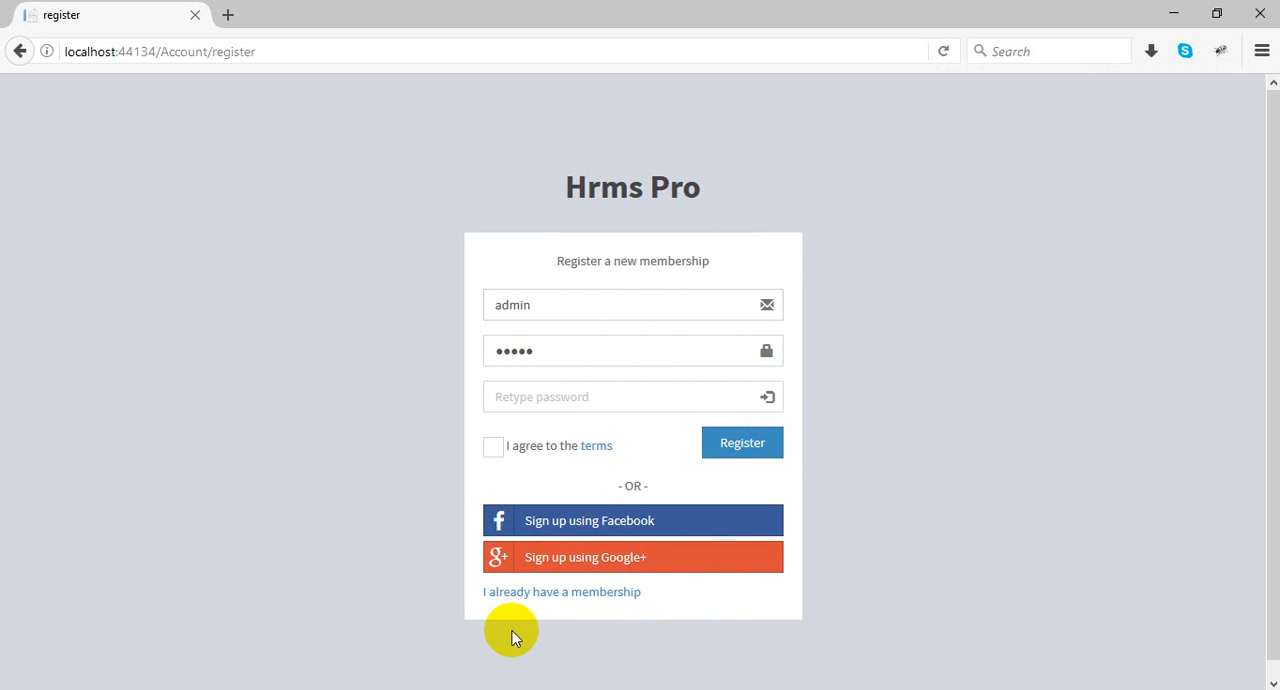 register
localhost:44134/Account/register
Search
Hrms Pro
Register a new membership
admin
•••••
Retype password
I agree to the terms
Register
- OR -
f Sign up using Facebook
g+ Sign up using Google+
I already have a membership